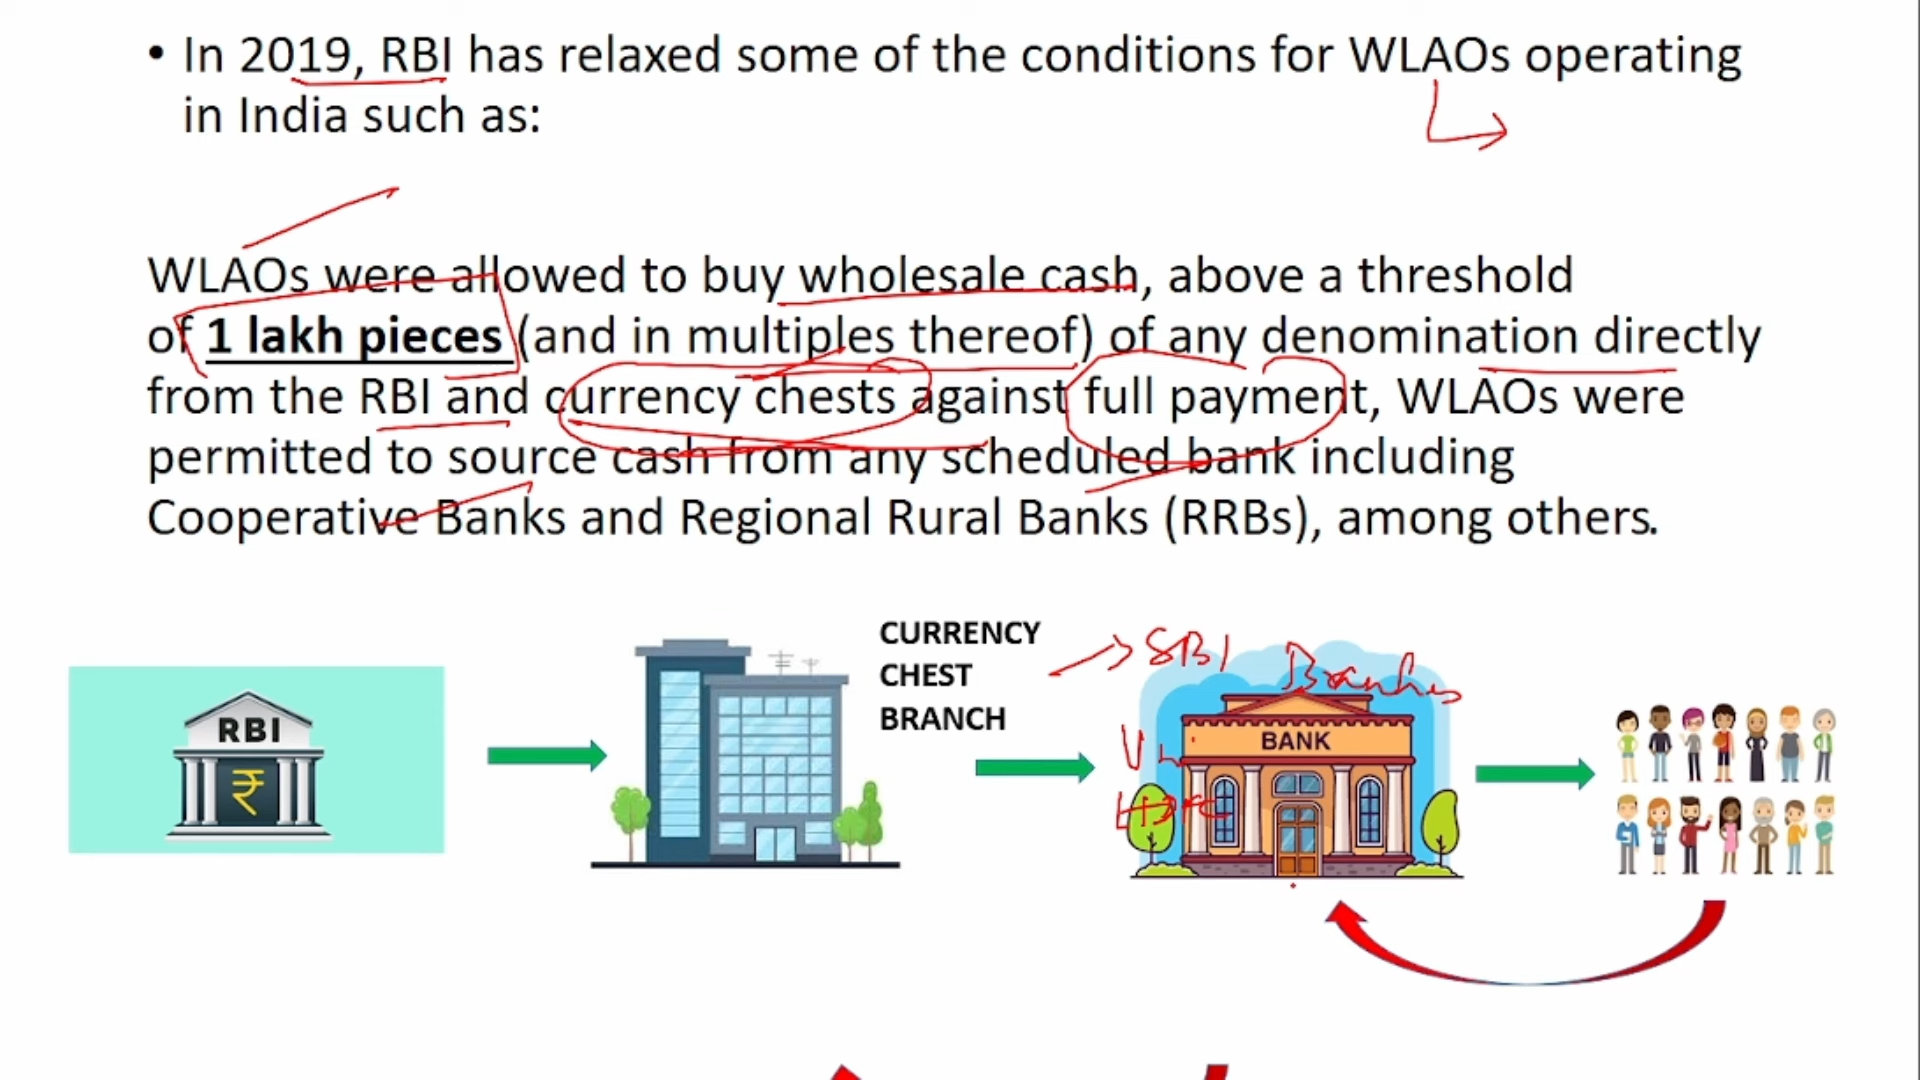 • In 2019, RBI has relaxed some of the conditions for WLAOs operating
in India such as:
WLAOs were allowed to buy wholesale cash, above a threshold
of 1 lakh pieces (and in multiples thereof) of any denomination directly
from the RBI and currency chests against full payment, WLAOs were
permitted to source cash from any scheduled bank including
Cooperative Banks and Regional Rural Banks (RRBs), among others.
RBI
₹
CURRENCY
CHEST
BRANCH
SBI Branches
BANK
HDFC